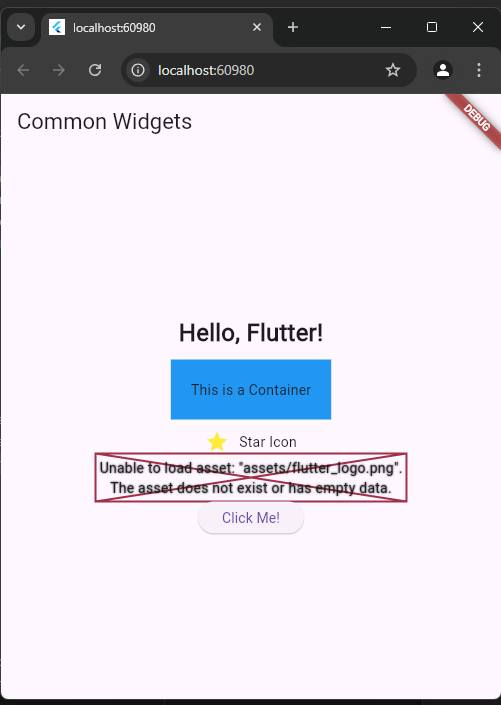 localhost:60980
localhost:60980
Common Widgets
DEBUG
Hello, Flutter!
This is a Container
Star Icon
Unable to load asset: "assets/flutter_logo.png".
The asset does not exist or has empty data.
Click Me!